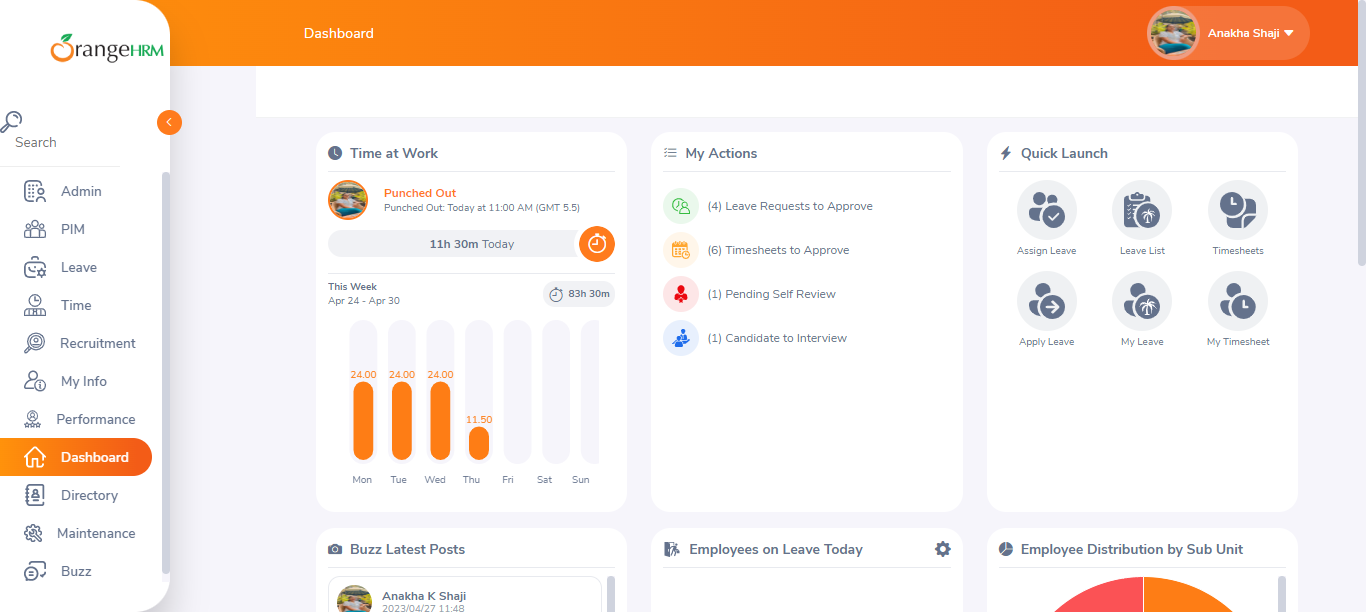 OrangeHRM
Search
Admin
PIM
Leave
Time
Recruitment
My Info
Performance
Dashboard
Directory
Maintenance
Buzz
Dashboard
Anakha Shaji
Time at Work
Punched Out
Punched Out: Today at 11:00 AM (GMT 5.5)
11h 30m Today
This Week
Apr 24 - Apr 30
83h 30m
24.00 24.00 24.00 11.50
Mon Tue Wed Thu Fri Sat Sun
My Actions
(4) Leave Requests to Approve
(6) Timesheets to Approve
(1) Pending Self Review
(1) Candidate to Interview
Quick Launch
Assign Leave Leave List Timesheets
Apply Leave My Leave My Timesheet
Buzz Latest Posts
Anakha K Shaji
2023/04/27 11:48
Employees on Leave Today
Employee Distribution by Sub Unit